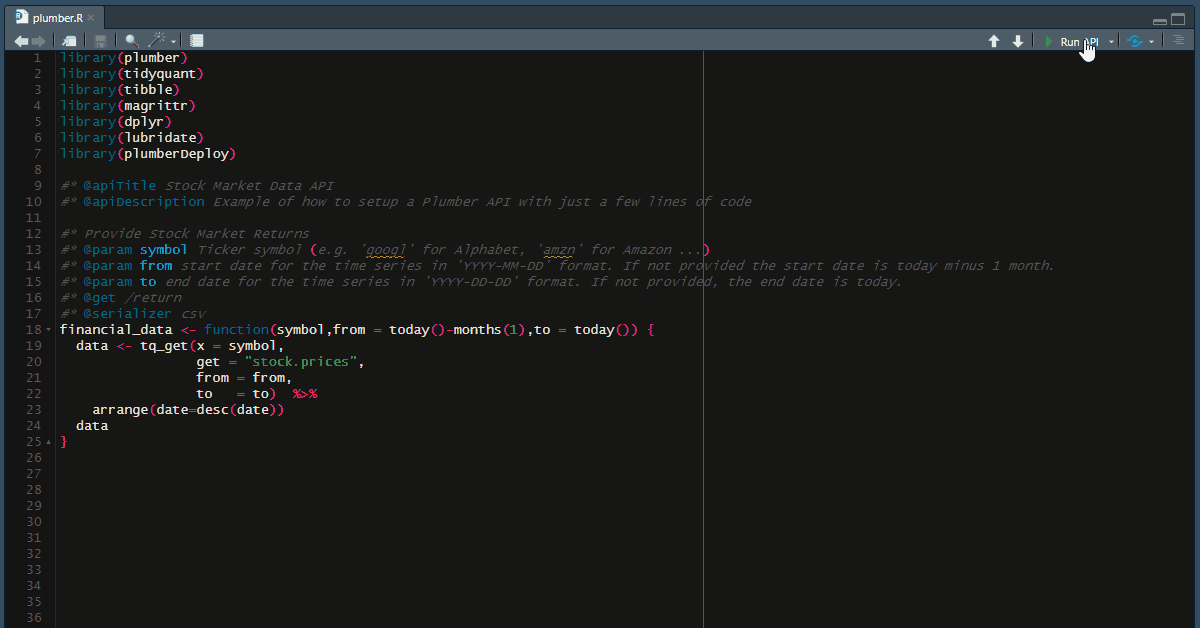 plumber.R
Run API
1 library(plumber)
2 library(tidyquant)
3 library(tibble)
4 library(magrittr)
5 library(dplyr)
6 library(lubridate)
7 library(plumberDeploy)
8
9 #* @apiTitle Stock Market Data API
10 #* @apiDescription Example of how to setup a Plumber API with just a few lines of code
11
12 #* Provide Stock Market Returns
13 #* @param symbol Ticker symbol (e.g. 'googl' for Alphabet, 'amzn' for Amazon ...)
14 #* @param from start date for the time series in 'YYYY-MM-DD' format. If not provided the start date is today minus 1 month.
15 #* @param to end date for the time series in 'YYYY-DD-DD' format. If not provided, the end date is today.
16 #* @get /return
17 #* @serializer csv
18 financial_data <- function(symbol,from = today()-months(1),to = today()) {
19   data <- tq_get(x = symbol,
20                  get = "stock.prices",
21                  from = from,
22                  to   = to)  %>%
23     arrange(date=desc(date))
24   data
25 }
26
27
28
29
30
31
32
33
34
35
36